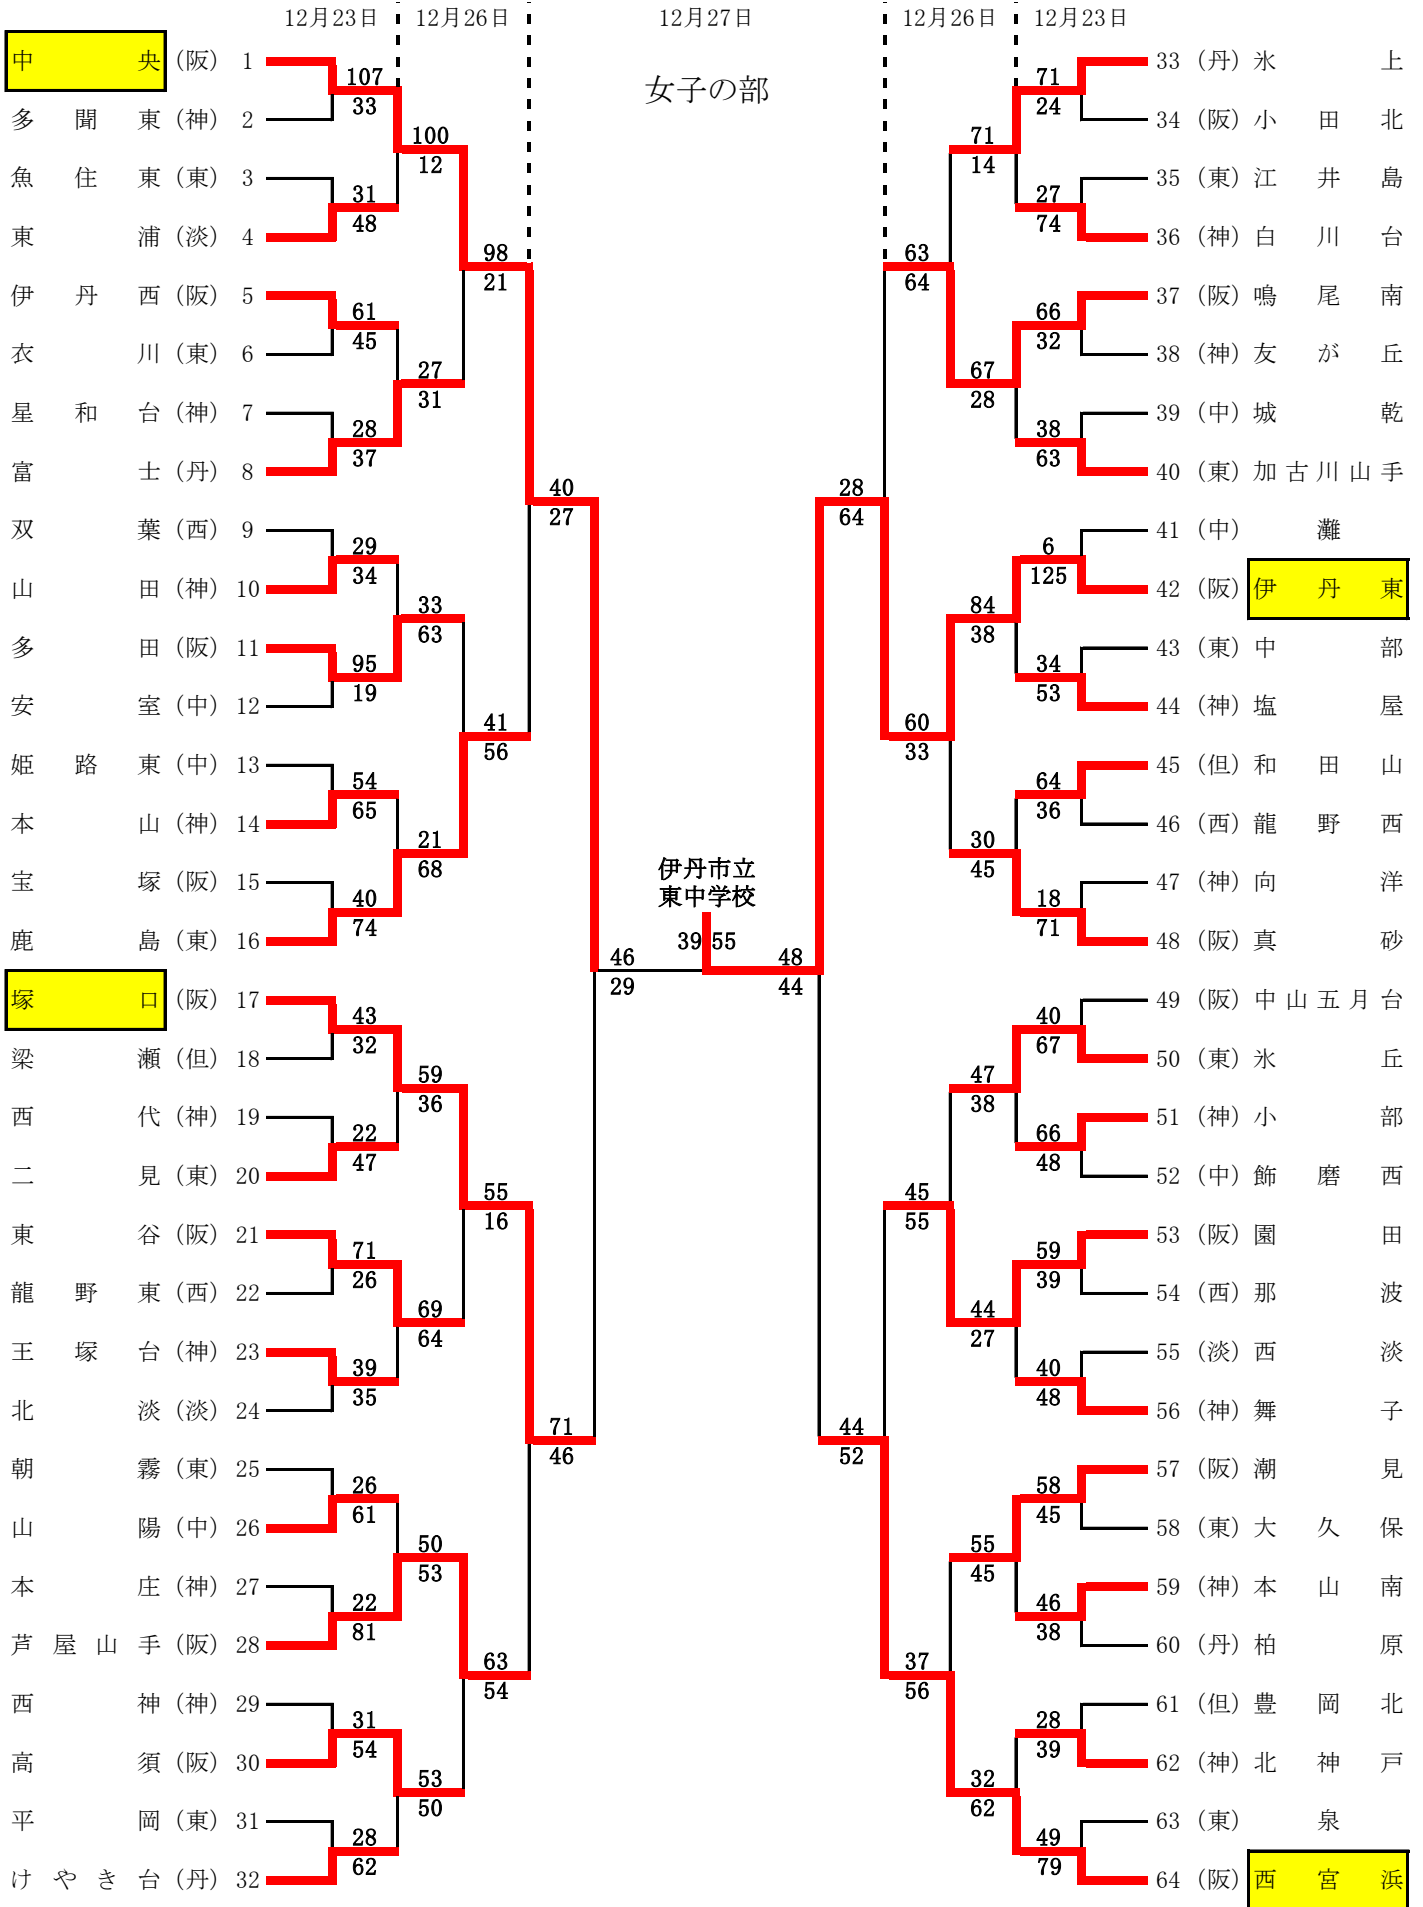 12月23日 12月26日 12月27日 12月26日 12月23日
女子の部
中央 (阪) 1
多聞東 (神) 2
魚住東 (東) 3
東浦 (淡) 4
伊丹西 (阪) 5
衣川 (東) 6
星和台 (神) 7
富士 (丹) 8
双葉 (西) 9
山田 (神) 10
多田 (阪) 11
安室 (中) 12
姫路東 (中) 13
本山 (神) 14
宝塚 (阪) 15
鹿島 (東) 16
塚口 (阪) 17
梁瀬 (但) 18
西代 (神) 19
二見 (東) 20
東谷 (阪) 21
龍野東 (西) 22
王塚台 (神) 23
北淡 (淡) 24
朝霧 (東) 25
山陽 (中) 26
本庄 (神) 27
芦屋山手 (阪) 28
西神 (神) 29
高須 (阪) 30
平岡 (東) 31
けやき台 (丹) 32
107
33
31
48
61
45
28
37
29
34
95
19
54
65
40
74
43
32
22
47
71
26
39
35
26
61
22
81
31
54
28
62
100
12
27
31
33
63
21
68
59
36
69
64
50
53
53
50
98
21
41
56
55
16
63
54
40
27
71
46
46
29
伊丹市立
東中学校
39 55
48
44
28
64
44
52
63
64
60
33
45
55
37
56
71
14
67
28
84
38
30
45
47
38
44
27
55
45
32
62
71
24
27
74
66
32
38
63
6
125
34
53
64
36
18
71
40
67
66
48
59
39
40
48
58
45
46
38
28
39
49
79
33 (丹) 氷上
34 (阪) 小田北
35 (東) 江井島
36 (神) 白川台
37 (阪) 鳴尾南
38 (神) 友が丘
39 (中) 城乾
40 (東) 加古川山手
41 (中) 灘
42 (阪) 伊丹東
43 (東) 中部
44 (神) 塩屋
45 (但) 和田山
46 (西) 龍野西
47 (神) 向洋
48 (阪) 真砂
49 (阪) 中山五月台
50 (東) 氷丘
51 (神) 小部
52 (中) 飾磨西
53 (阪) 園田
54 (西) 那波
55 (淡) 西淡
56 (神) 舞子
57 (阪) 潮見
58 (東) 大久保
59 (神) 本山南
60 (丹) 柏原
61 (但) 豊岡北
62 (神) 北神戸
63 (東) 泉
64 (阪) 西宮浜